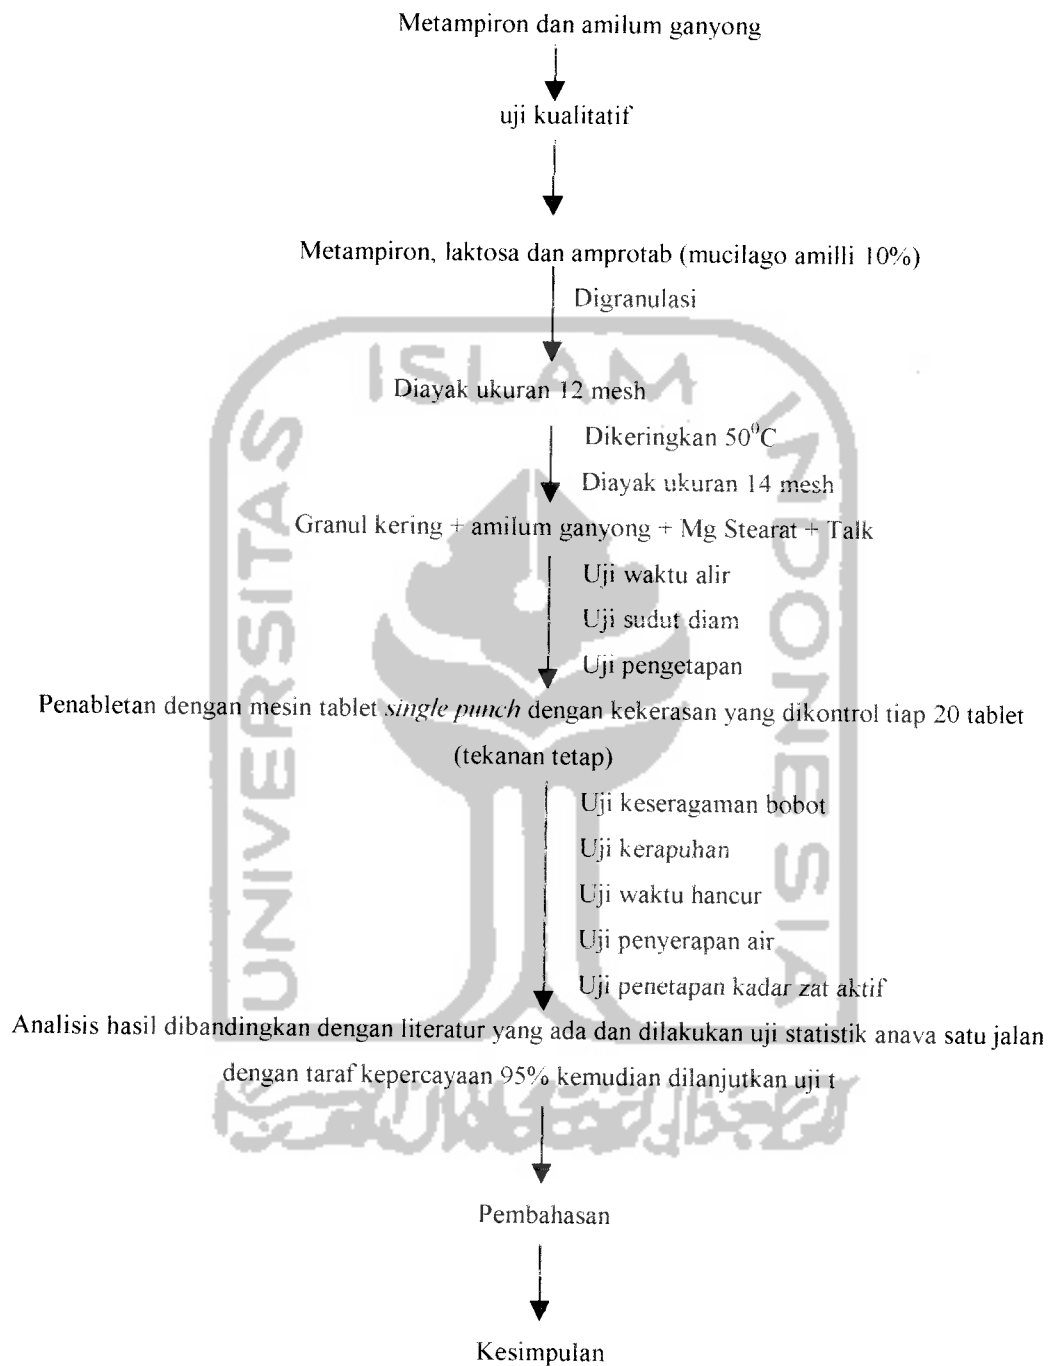 Metampiron dan amilum ganyong
uji kualitatif
Metampiron, laktosa dan amprotab (mucilago amilli 10%)
Digranulasi
Diayak ukuran 12 mesh
Dikeringkan 50⁰C
Diayak ukuran 14 mesh
Granul kering + amilum ganyong + Mg Stearat + Talk
Uji waktu alir
Uji sudut diam
Uji pengetapan
Penabletan dengan mesin tablet single punch dengan kekerasan yang dikontrol tiap 20 tablet
(tekanan tetap)
Uji keseragaman bobot
Uji kerapuhan
Uji waktu hancur
Uji penyerapan air
Uji penetapan kadar zat aktif
Analisis hasil dibandingkan dengan literatur yang ada dan dilakukan uji statistik anava satu jalan
dengan taraf kepercayaan 95% kemudian dilanjutkan uji t
Pembahasan
Kesimpulan
UNIVERSITAS
ISLAM
INDONESIA